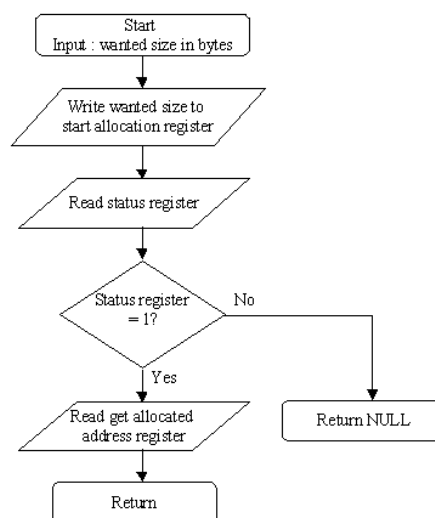 Start
Input : wanted size in bytes
Write wanted size to
start allocation register
Read status register
Status register
= 1?
No
Yes
Read get allocated
address register
Return NULL
Return